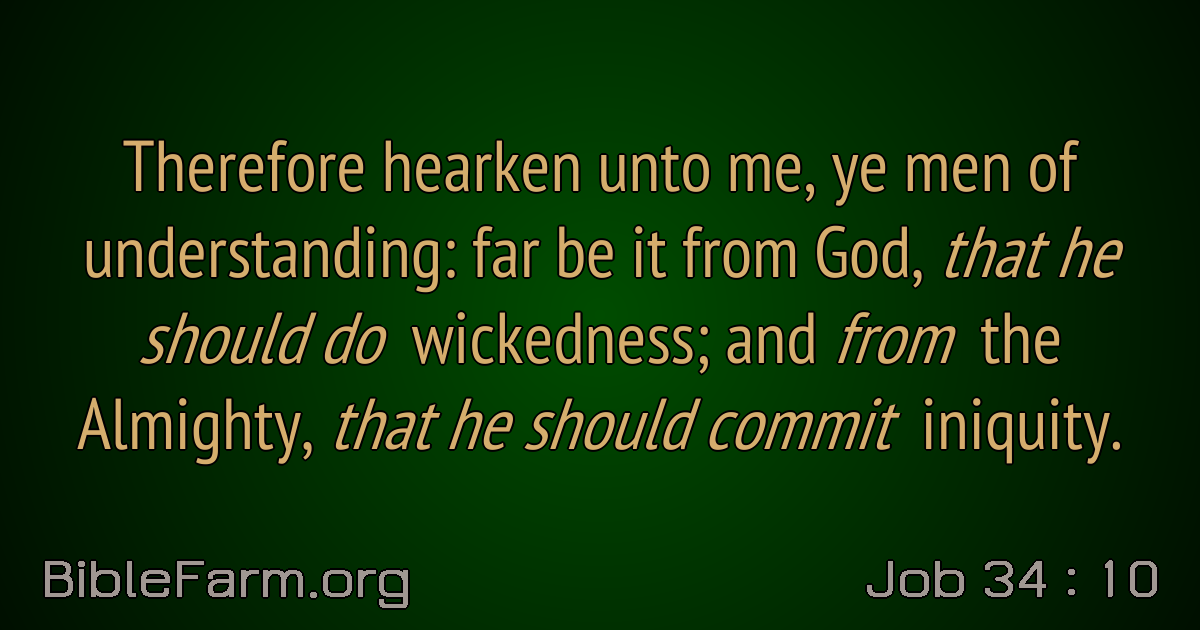 Therefore hearken unto me, ye men of
understanding: far be it from God, that he
should do wickedness; and from the
Almighty, that he should commit iniquity.
BibleFarm.org
Job 34 : 10